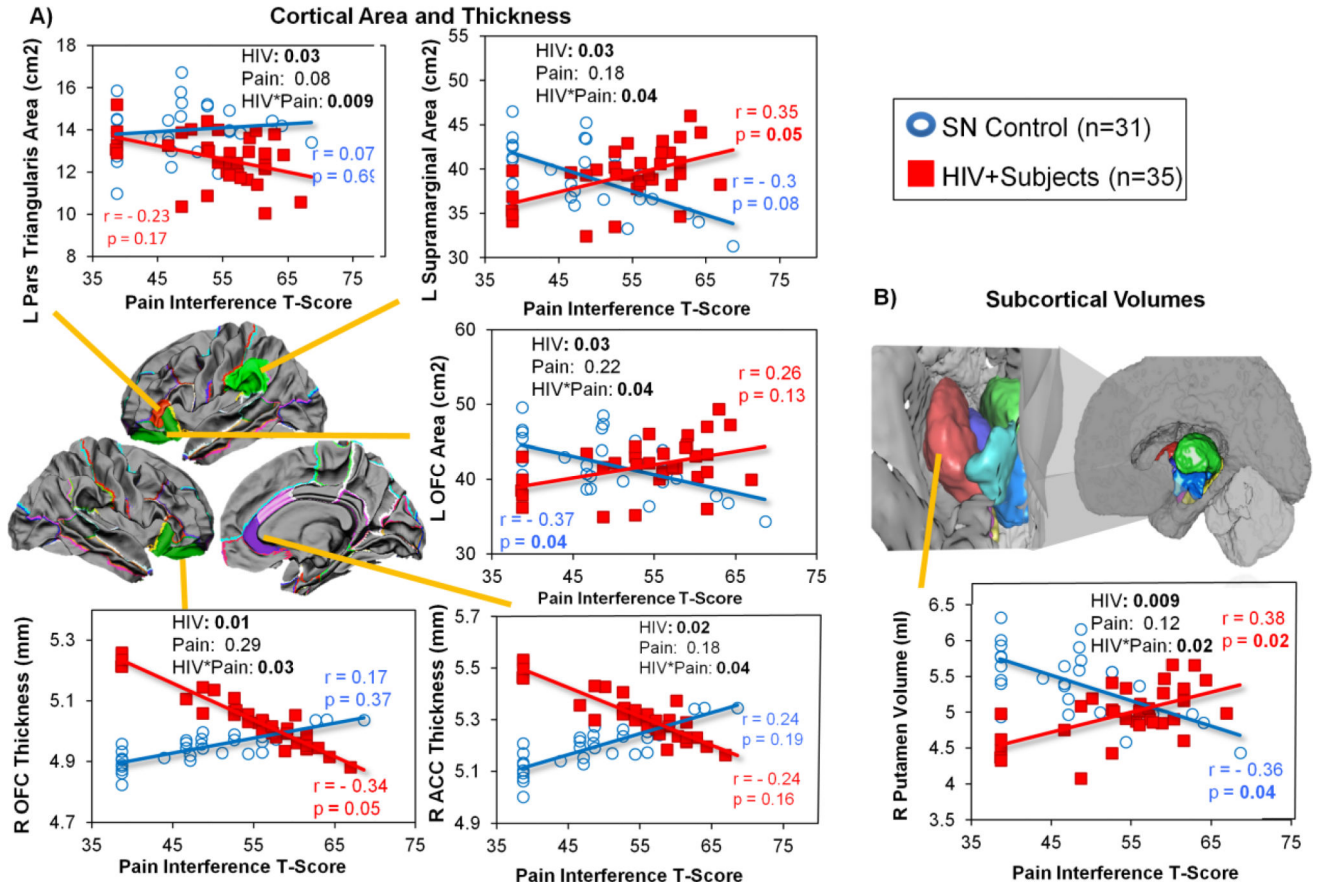 A) Cortical Area and Thickness
L Pars Triangularis Area (cm2)
18
16
14
12
10
8
HIV: 0.03
Pain: 0.08
HIV*Pain: 0.009
r = 0.07
p = 0.69
r = - 0.23
p = 0.17
35 45 55 65 75
Pain Interference T-Score
L Supramarginal Area (cm2)
55
50
45
40
35
30
HIV: 0.03
Pain: 0.18
HIV*Pain: 0.04
r = 0.35
p = 0.05
r = - 0.3
p = 0.08
35 45 55 65 75
Pain Interference T-Score
SN Control (n=31)
HIV+Subjects (n=35)
L OFC Area (cm2)
60
50
40
30
HIV: 0.03
Pain: 0.22
HIV*Pain: 0.04
r = 0.26
p = 0.13
r = - 0.37
p = 0.04
35 45 55 65 75
Pain Interference T-Score
R OFC Thickness (mm)
5.3
5.1
4.9
4.7
HIV: 0.01
Pain: 0.29
HIV*Pain: 0.03
r = 0.17
p = 0.37
r = - 0.34
p = 0.05
35 45 55 65 75
Pain Interference T-Score
R ACC Thickness (mm)
5.7
5.5
5.3
5.1
4.9
HIV: 0.02
Pain: 0.18
HIV*Pain: 0.04
r = 0.24
p = 0.19
r = - 0.24
p = 0.16
35 45 55 65 75
Pain Interference T-Score
B) Subcortical Volumes
R Putamen Volume (ml)
6.5
6
5.5
5
4.5
4
3.5
HIV: 0.009
Pain: 0.12
HIV*Pain: 0.02
r = 0.38
p = 0.02
r = - 0.36
p = 0.04
35 45 55 65 75
Pain Interference T-Score